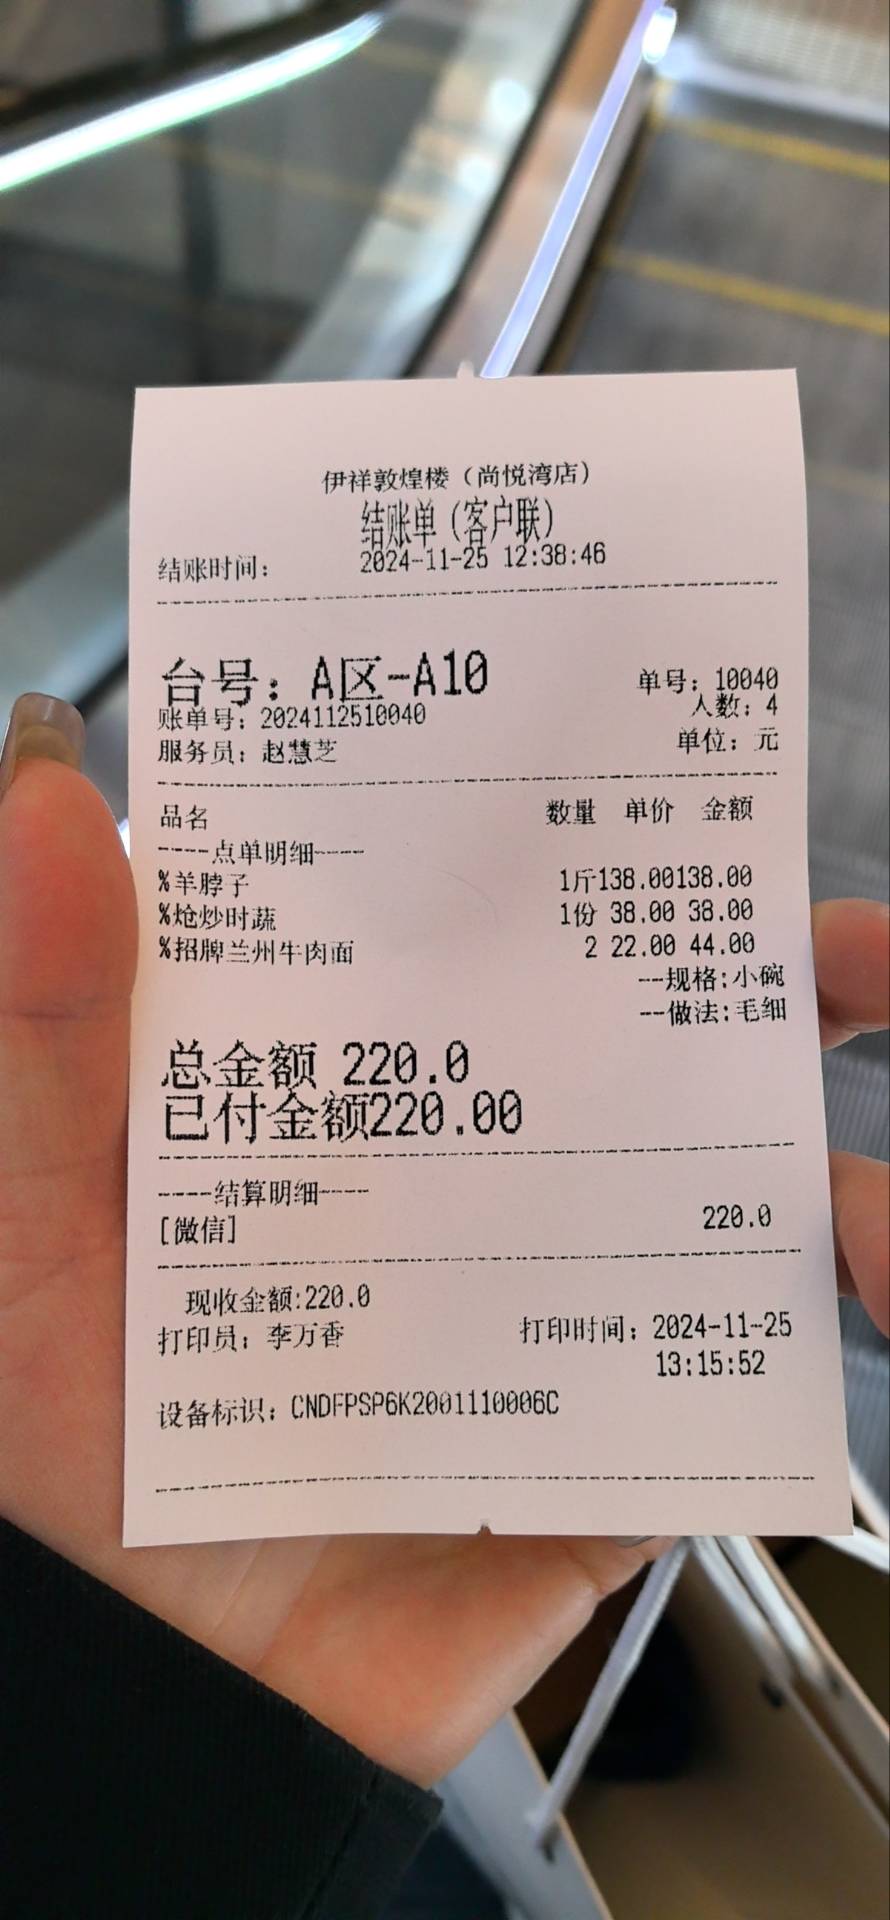 伊祥敦煌楼（尚悦湾店）
结账单（客户联）
结账时间： 2024-11-25 12:38:46
台号：A区-A10 单号：10040
账单号：2024112510040 人数：4
服务员：赵慧芝 单位：元
品名 数量 单价 金额
----点单明细----
%羊脖子 1斤138.00138.00
%炝炒时蔬 1份 38.00 38.00
%招牌兰州牛肉面 2 22.00 44.00
--规格:小碗
--做法:毛细
总金额 220.0
已付金额220.00
----结算明细----
[微信] 220.0
现收金额:220.0
打印员：李万香 打印时间：2024-11-25
13:15:52
设备标识：CNDFPSP6K2001110006C